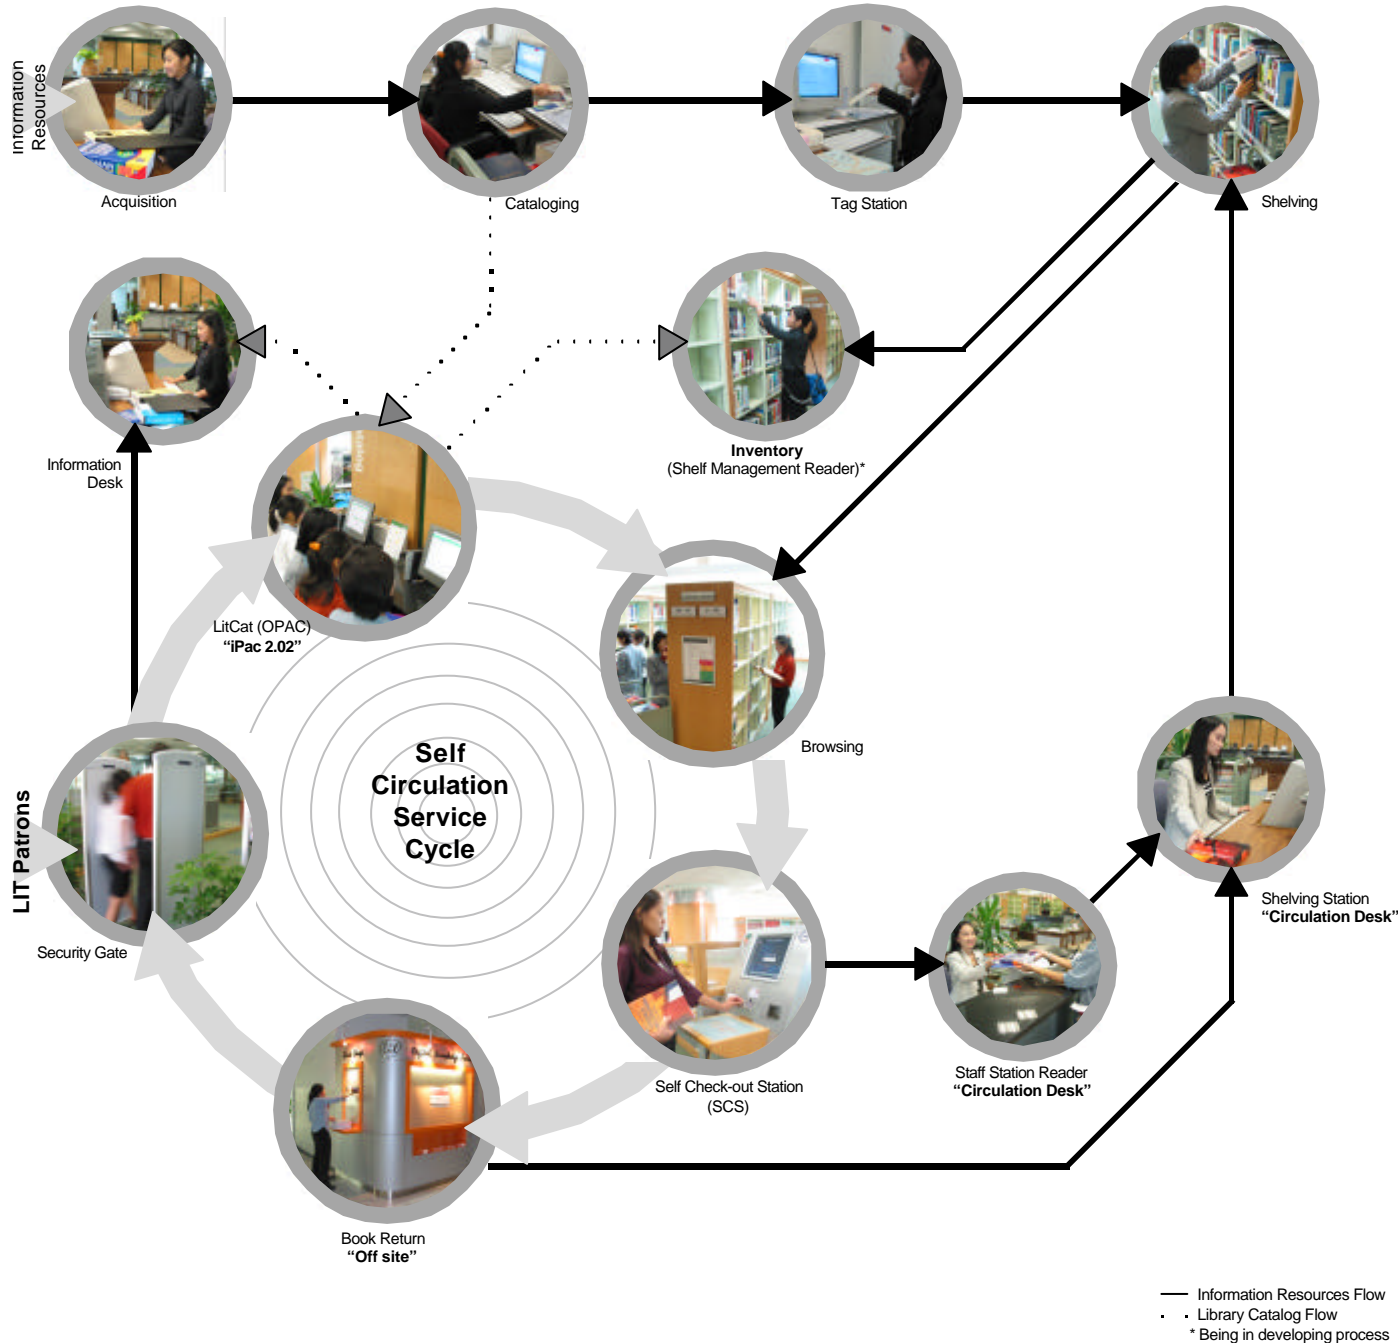 Information
Resources
Acquisition
Cataloging
Tag Station
Shelving
Information
Desk
Inventory
(Shelf Management Reader)*
LitCat (OPAC)
“iPac 2.02”
Browsing
Self
Circulation
Service
Cycle
LIT Patrons
Security Gate
Shelving Station
“Circulation Desk”
Self Check-out Station
(SCS)
Staff Station Reader
“Circulation Desk”
Book Return
“Off site”
Information Resources Flow
Library Catalog Flow
* Being in developing process